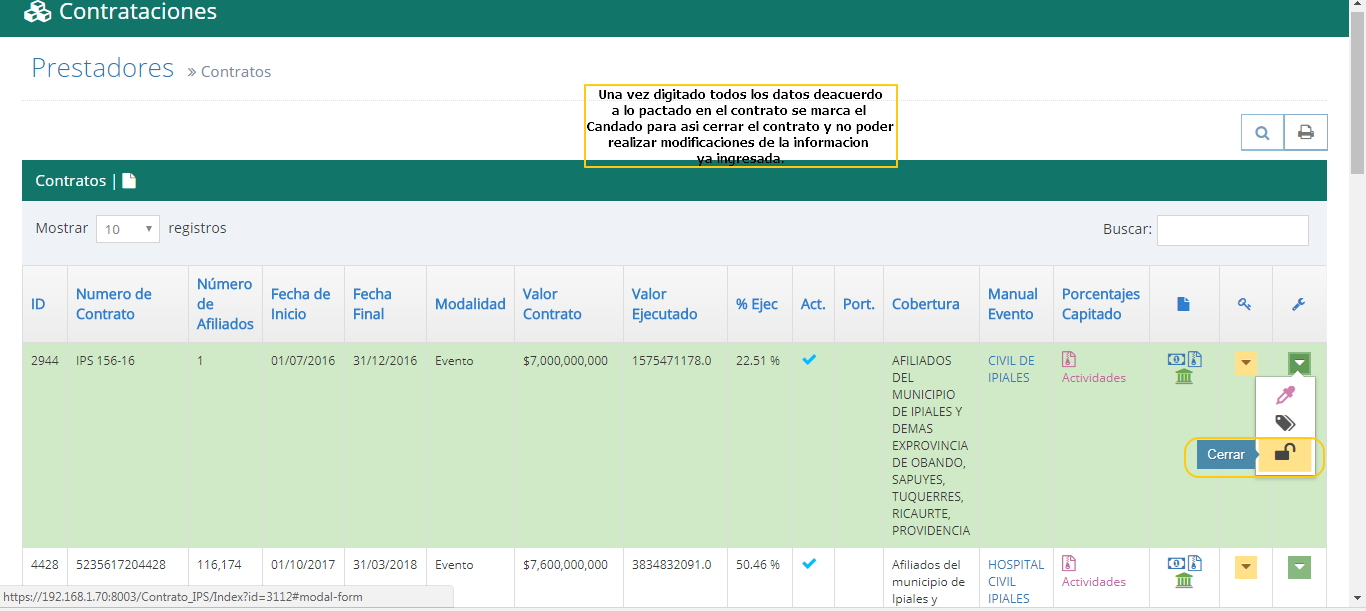 Contrataciones
Prestadores » Contratos
Una vez digitado todos los datos deacuerdo
a lo pactado en el contrato se marca el
Candado para asi cerrar el contrato y no poder
realizar modificaciones de la informacion
ya ingresada.
Contratos |
Mostrar 10 registros Buscar:
ID Numero de Contrato Número de Afiliados Fecha de Inicio Fecha Final Modalidad Valor Contrato Valor Ejecutado % Ejec Act. Port. Cobertura Manual Evento Porcentajes Capitado
2944 IPS 156-16 1 01/07/2016 31/12/2016 Evento $7,000,000,000 1575471178.0 22.51 % AFILIADOS CIVIL DE
DEL IPIALES Actividades
MUNICIPIO
DE IPIALES Y
DEMAS
EXPROVINCIA
DE OBANDO,
SAPUYES,
TUQUERRES,
RICAURTE,
PROVIDENCIA
Cerrar
4428 5235617204428 116,174 01/10/2017 31/03/2018 Evento $7,600,000,000 3834832091.0 50.46 % Afiliados del HOSPITAL
municipio de CIVIL Actividades
Ipiales y IPIALES
https://192.168.1.70:8003/Contrato_IPS/Index?id=3112#modal-form